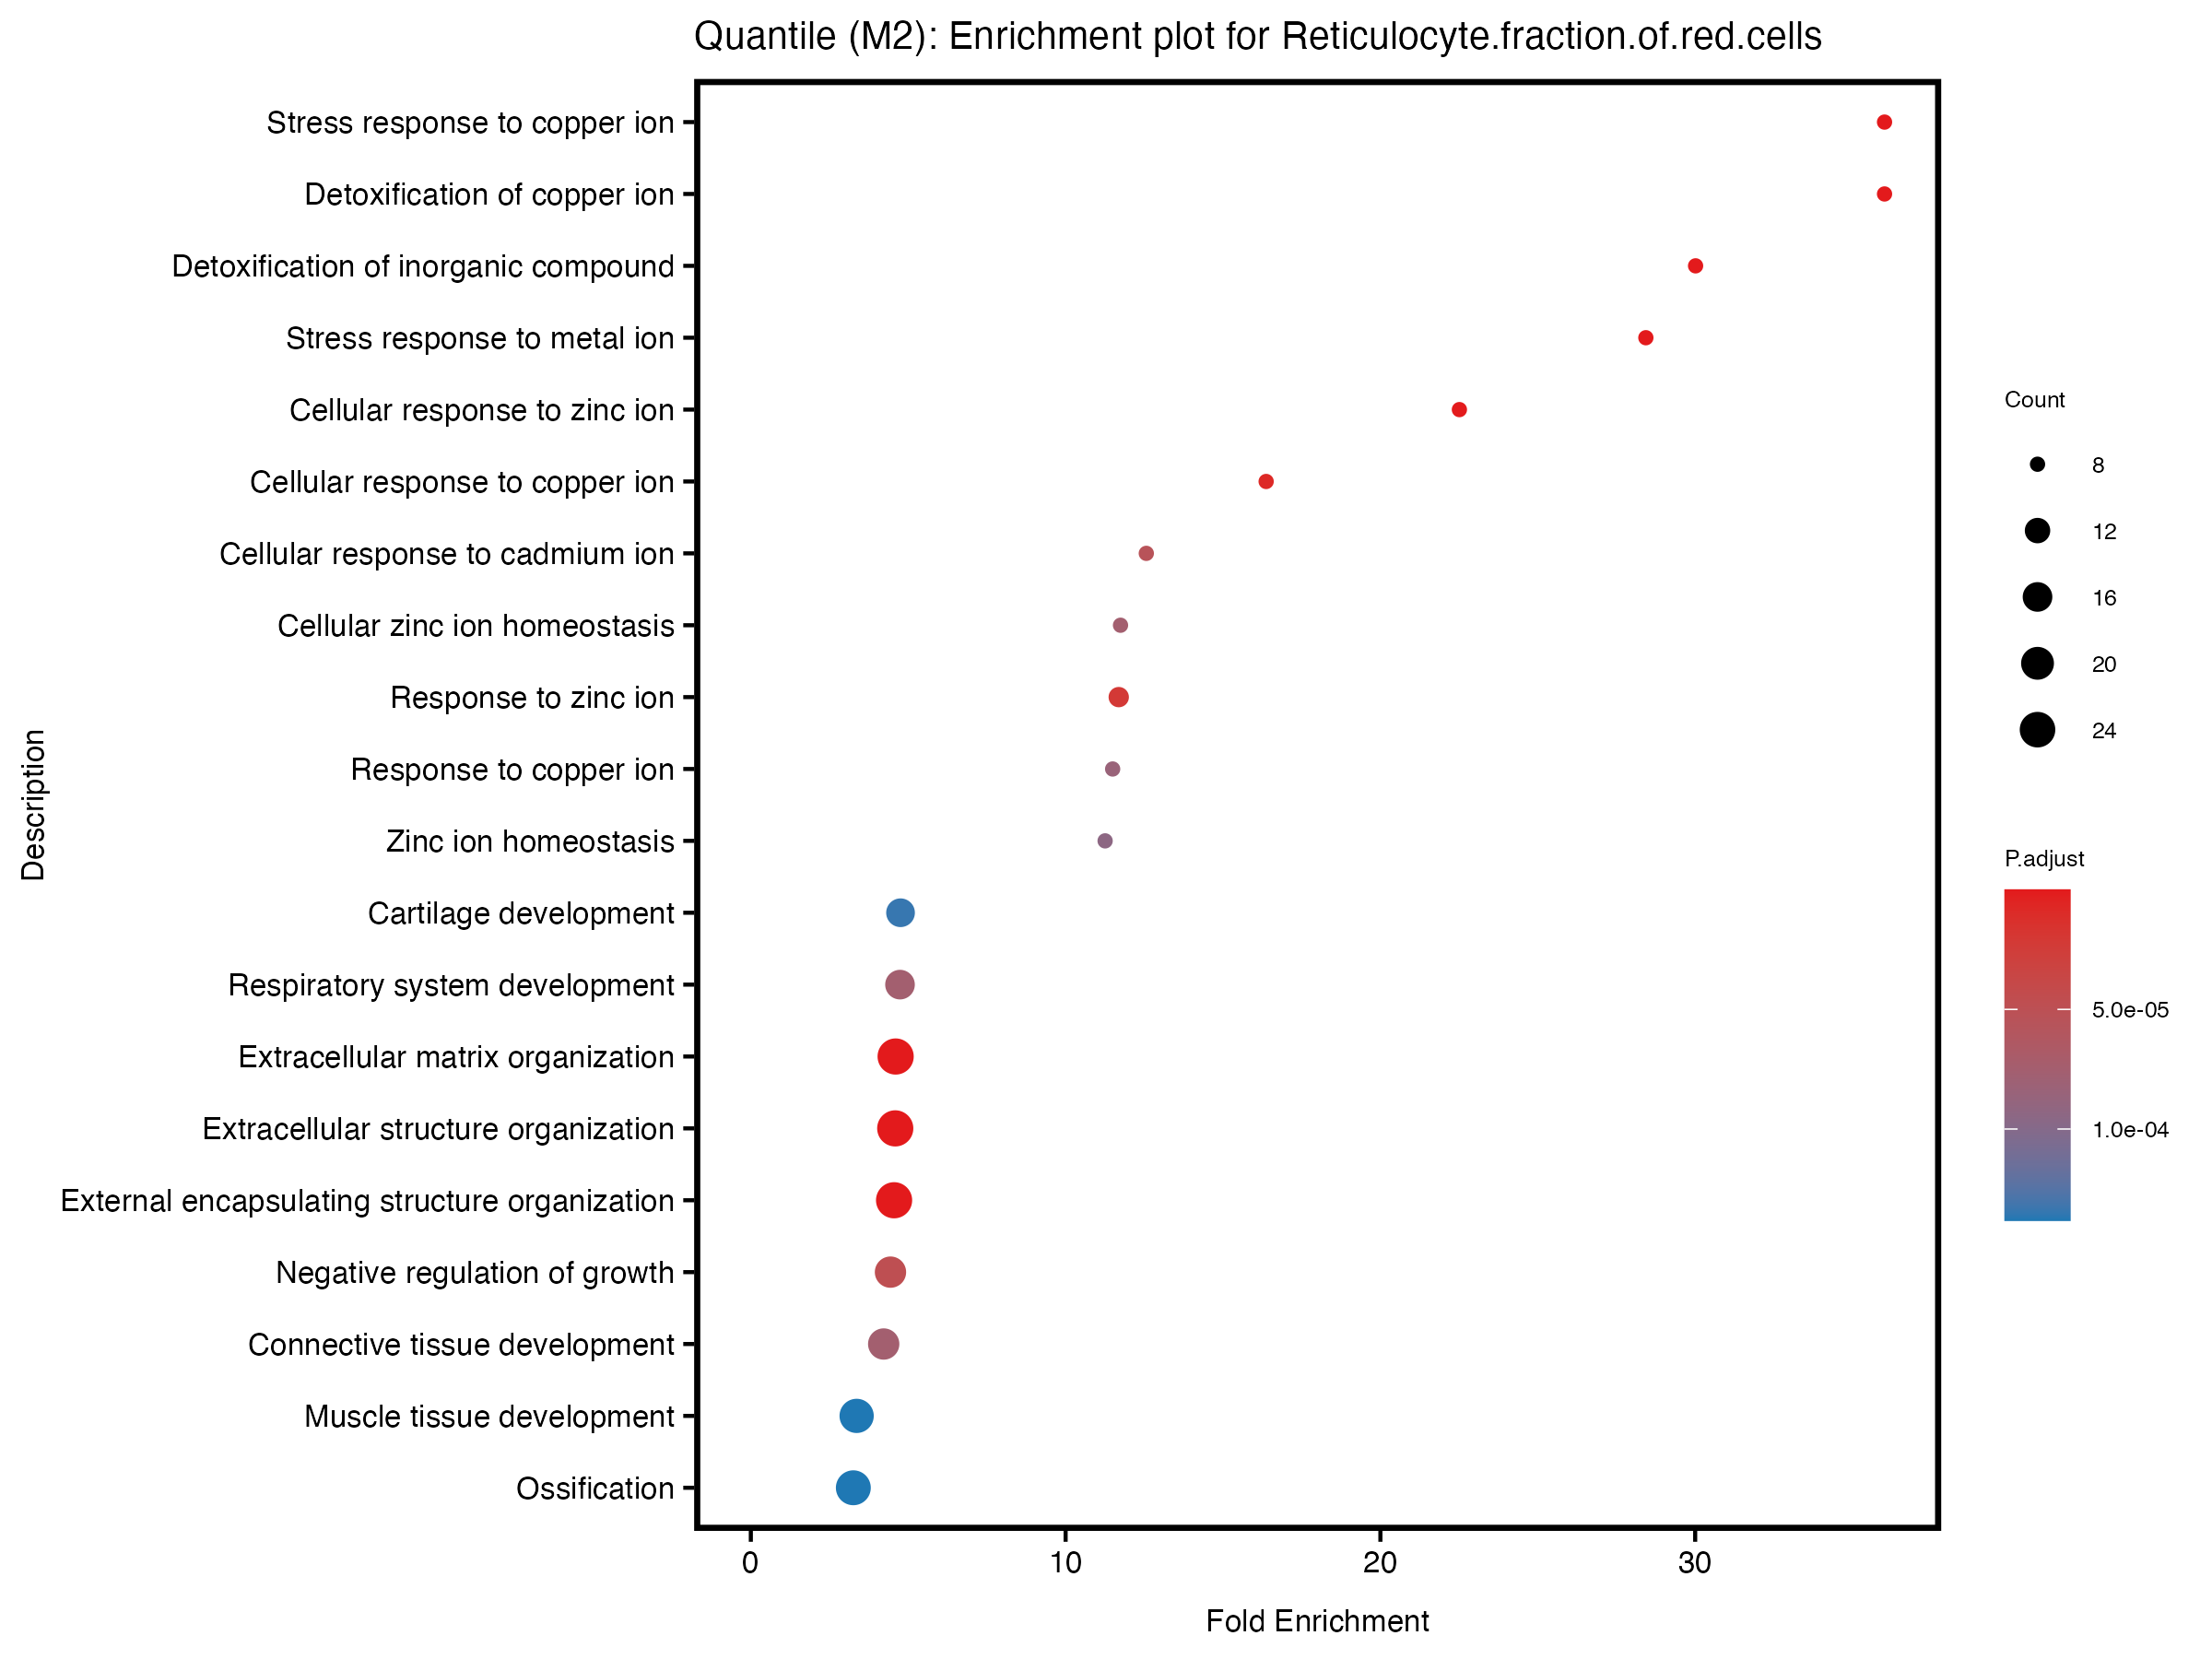 Quantile (M2): Enrichment plot for Reticulocyte.fraction.of.red.cells
Description
Stress response to copper ion
Detoxification of copper ion
Detoxification of inorganic compound
Stress response to metal ion
Cellular response to zinc ion
Cellular response to copper ion
Cellular response to cadmium ion
Cellular zinc ion homeostasis
Response to zinc ion
Response to copper ion
Zinc ion homeostasis
Cartilage development
Respiratory system development
Extracellular matrix organization
Extracellular structure organization
External encapsulating structure organization
Negative regulation of growth
Connective tissue development
Muscle tissue development
Ossification
0 10 20 30
Fold Enrichment
Count
8
12
16
20
24
P.adjust
5.0e-05
1.0e-04